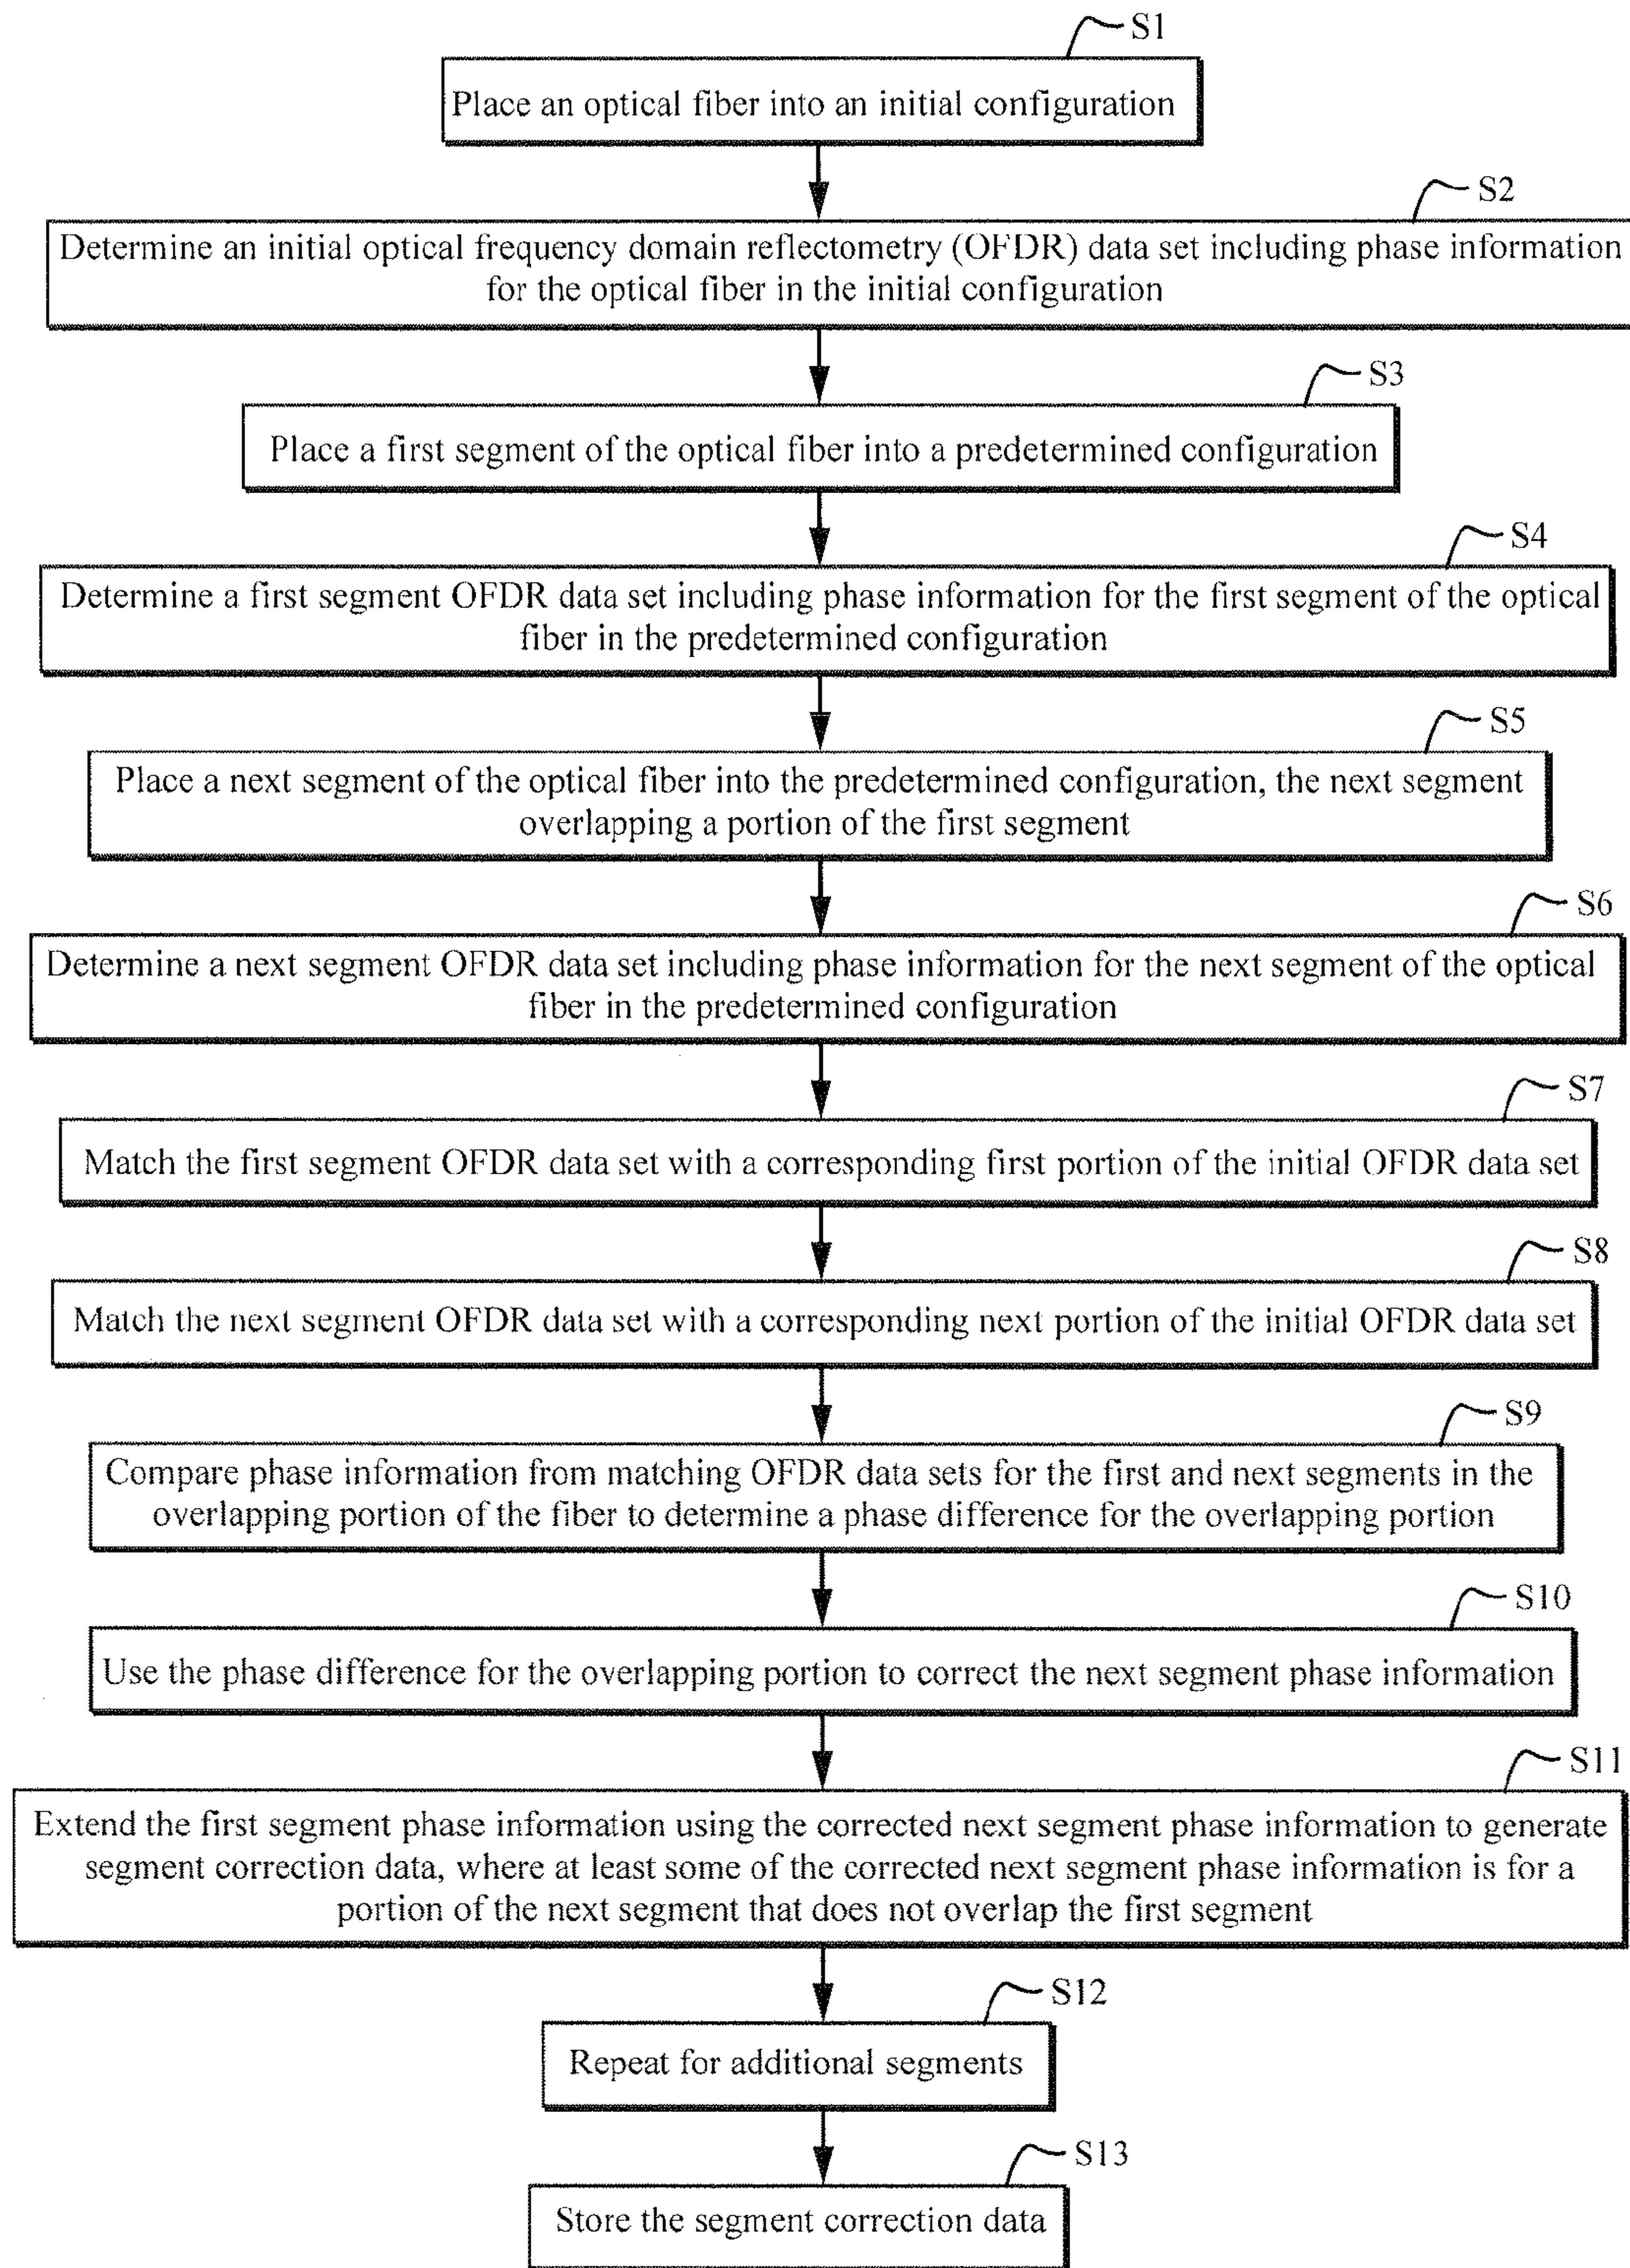 S1
Place an optical fiber into an initial configuration
S2
Determine an initial optical frequency domain reflectometry (OFDR) data set including phase information
for the optical fiber in the initial configuration
S3
Place a first segment of the optical fiber into a predetermined configuration
S4
Determine a first segment OFDR data set including phase information for the first segment of the optical
fiber in the predetermined configuration
S5
Place a next segment of the optical fiber into the predetermined configuration, the next segment
overlapping a portion of the first segment
S6
Determine a next segment OFDR data set including phase information for the next segment of the optical
fiber in the predetermined configuration
S7
Match the first segment OFDR data set with a corresponding first portion of the initial OFDR data set
S8
Match the next segment OFDR data set with a corresponding next portion of the initial OFDR data set
S9
Compare phase information from matching OFDR data sets for the first and next segments in the
overlapping portion of the fiber to determine a phase difference for the overlapping portion
S10
Use the phase difference for the overlapping portion to correct the next segment phase information
S11
Extend the first segment phase information using the corrected next segment phase information to generate
segment correction data, where at least some of the corrected next segment phase information is for a
portion of the next segment that does not overlap the first segment
S12
Repeat for additional segments
S13
Store the segment correction data